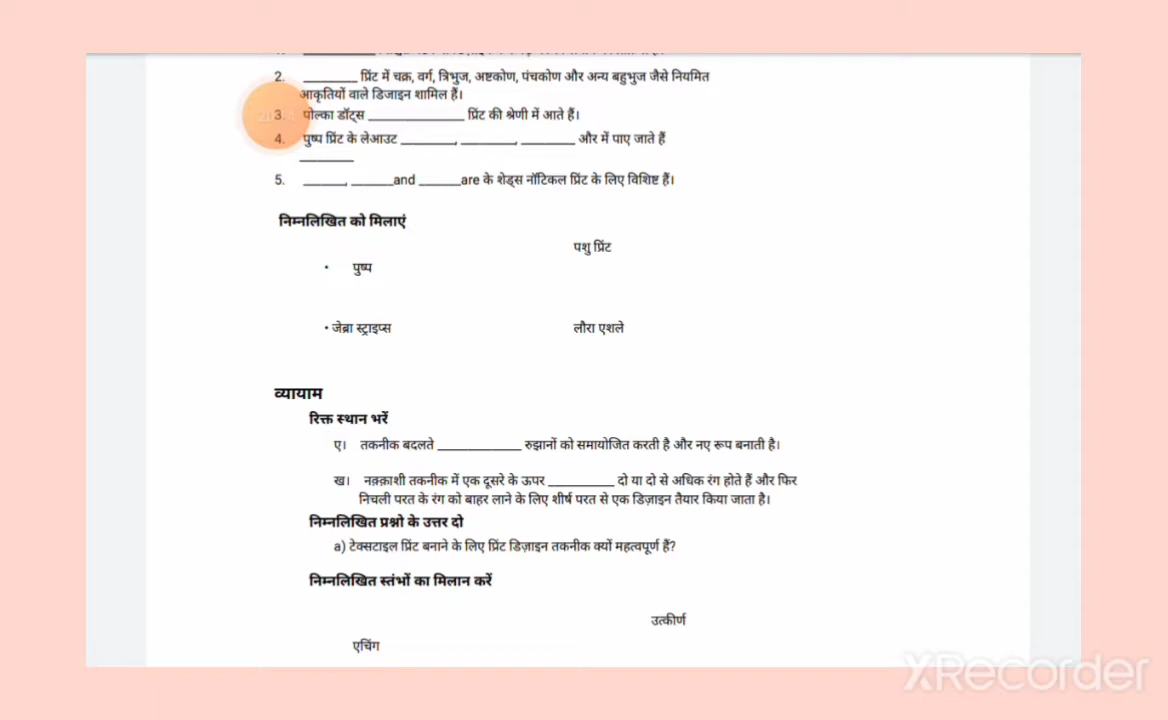 2. ________ प्रिंट में चक्र, वर्ग, त्रिभुज, अष्टकोण, पंचकोण और अन्य बहुभुज जैसे नियमित
आकृतियों वाले डिजाइन शामिल हैं।
3. पोल्का डॉट्स ______________ प्रिंट की श्रेणी में आते हैं।
4. पुष्प प्रिंट के लेआउट ________, ________, ________ और में पाए जाते हैं
________
5. ______, ______and ______are के शेड्स नॉटिकल प्रिंट के लिए विशिष्ट हैं।
निम्नलिखित को मिलाएं
पशु प्रिंट
• पुष्प
• जेब्रा स्ट्राइप्स लौरा एशले
व्यायाम
रिक्त स्थान भरें
ए। तकनीक बदलते ____________ रुझानों को समायोजित करती है और नए रूप बनाती है।
ख। नक़्क़ाशी तकनीक में एक दूसरे के ऊपर __________ दो या दो से अधिक रंग होते हैं और फिर
निचली परत के रंग को बाहर लाने के लिए शीर्ष परत से एक डिज़ाइन तैयार किया जाता है।
निम्नलिखित प्रश्नो के उत्तर दो
a) टेक्सटाइल प्रिंट बनाने के लिए प्रिंट डिज़ाइन तकनीक क्यों महत्वपूर्ण हैं?
निम्नलिखित स्तंभों का मिलान करें
उत्कीर्ण
एचिंग
XRecorder